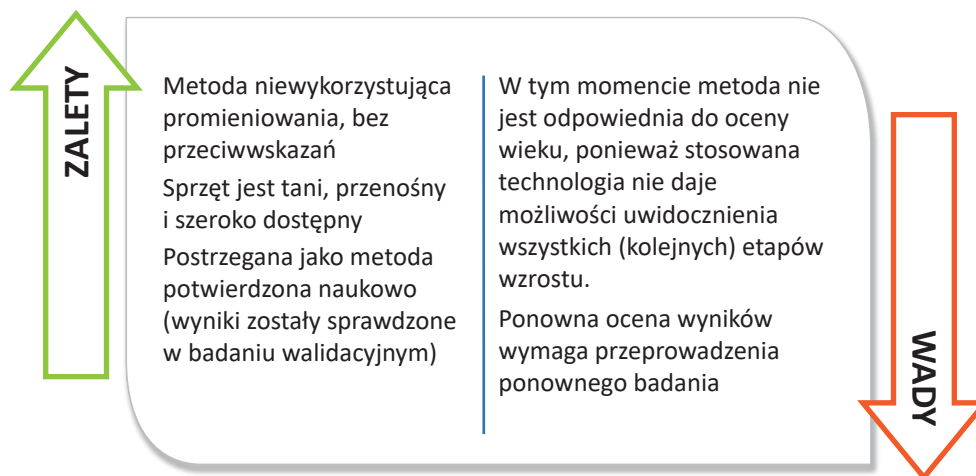 ZALETY
Metoda niewykorzystująca
promieniowania, bez
przeciwwskazań
Sprzęt jest tani, przenośny
i szeroko dostępny
Postrzegana jako metoda
potwierdzona naukowo
(wyniki zostały sprawdzone
w badaniu walidacyjnym)
W tym momencie metoda nie
jest odpowiednia do oceny
wieku, ponieważ stosowana
technologia nie daje
możliwości uwidocznienia
wszystkich (kolejnych) etapów
wzrostu.
Ponowna ocena wyników
wymaga przeprowadzenia
ponownego badania
WADY